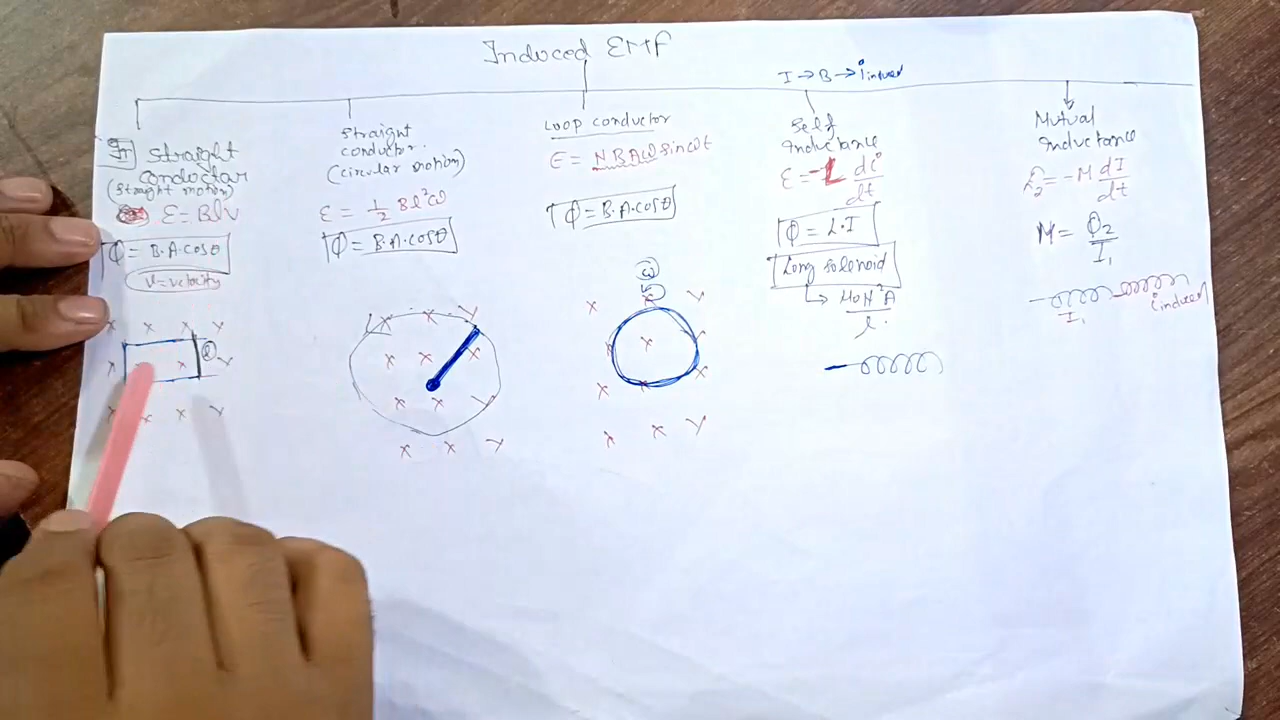 Induced EMF
I → B → i induced
Straight
Conductor
(straight motion)
ε = Blv
φ = B.A.cosθ
v = velocity
x x x x
x x x l x
x x x x
Straight
conductor.
(circular motion)
ε = 1/2 Bl²ω
φ = B.A.cosθ
x x x
x x x
x x
x x x
Loop conductor
ε = NBAω sinωt
φ = B.A.cosθ
ω
x x x
x x x
x x x
x x x
Self
Inductance
ε = -L di/dt
φ = L.I
Long solenoid
→ μ₀N²A/l.
Mutual
Inductance
= -M dI/dt
M = φ₂/I₁
I₁ i induced